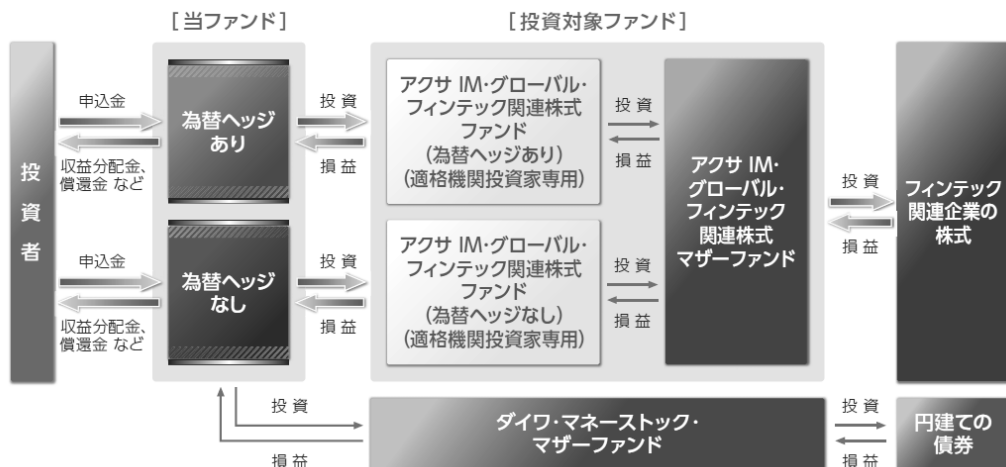 ［当ファンド］
［投資対象ファンド］
投資者
申込金
収益分配金、
償還金 など
為替ヘッジ
あり
投資
損益
アクサ IM・グローバル・
フィンテック関連株式
ファンド
（為替ヘッジあり）
（適格機関投資家専用）
投資
損益
申込金
収益分配金、
償還金 など
為替ヘッジ
なし
投資
損益
アクサ IM・グローバル・
フィンテック関連株式
ファンド
（為替ヘッジなし）
（適格機関投資家専用）
投資
損益
アクサ IM・
グローバル・
フィンテック
関連株式
マザーファンド
投資
損益
フィンテック
関連企業の
株式
投資
損益
ダイワ・マネーストック・
マザーファンド
投資
損益
円建ての
債券